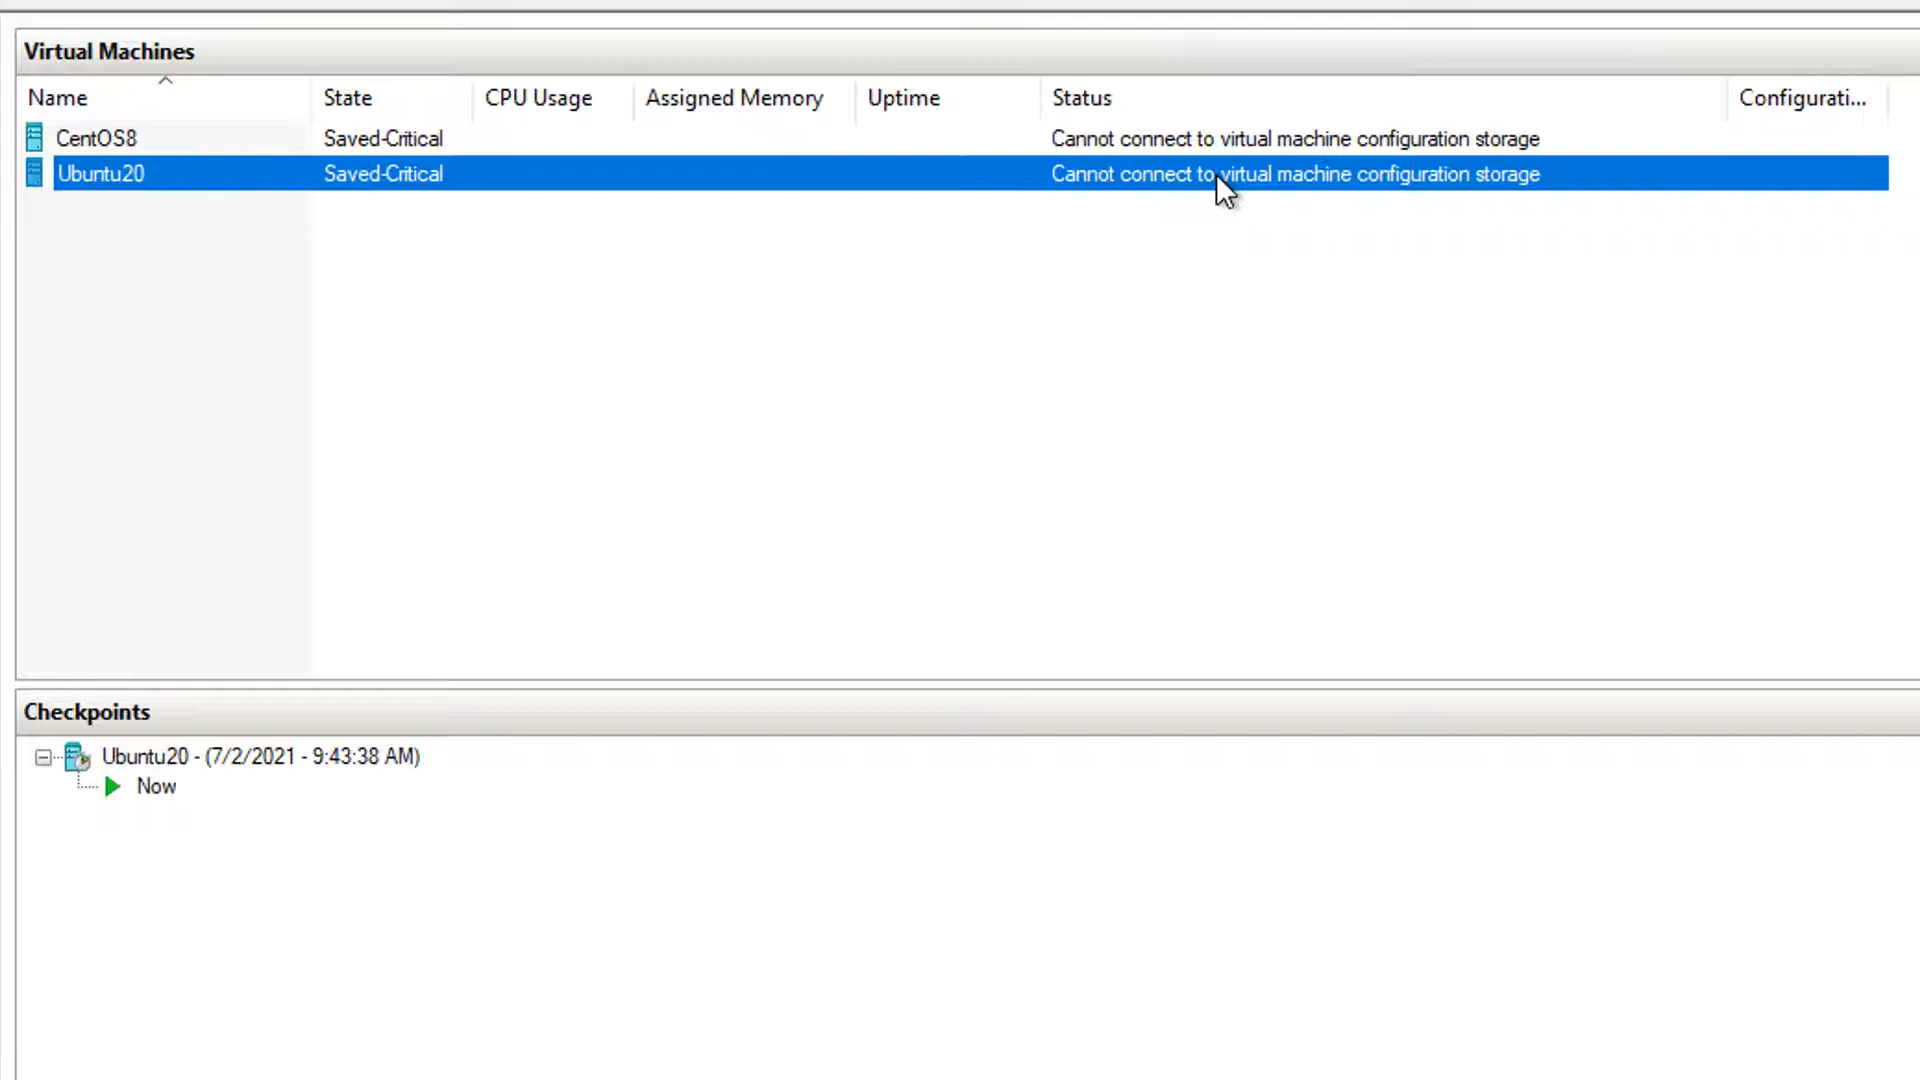 Virtual Machines
Name State CPU Usage Assigned Memory Uptime Status Configurati...
CentOS8 Saved-Critical Cannot connect to virtual machine configuration storage
Ubuntu20 Saved-Critical Cannot connect to virtual machine configuration storage
Checkpoints
Ubuntu20 - (7/2/2021 - 9:43:38 AM)
Now